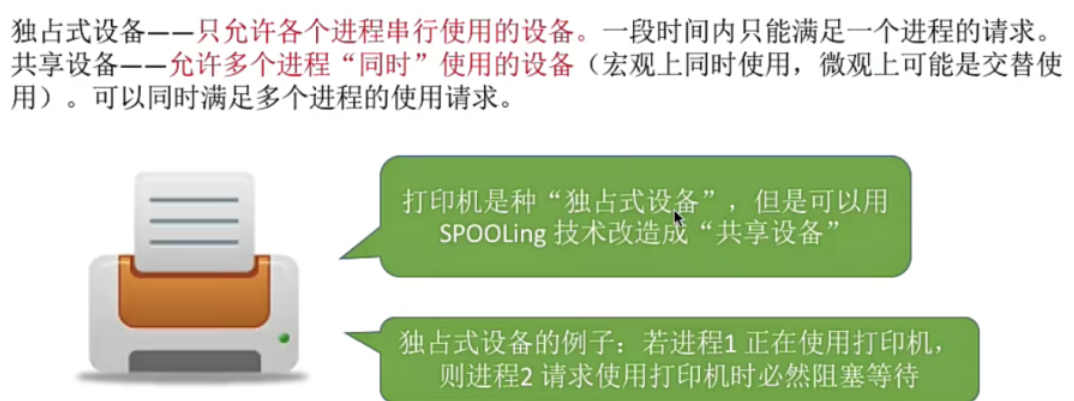 独占式设备——只允许各个进程串行使用的设备。一段时间内只能满足一个进程的请求。
共享设备——允许多个进程“同时”使用的设备（宏观上同时使用，微观上可能是交替使
用）。可以同时满足多个进程的使用请求。
打印机是种“独占式设备”，但是可以用
SPOOLing 技术改造成“共享设备”
独占式设备的例子：若进程1 正在使用打印机，
则进程2 请求使用打印机时必然阻塞等待